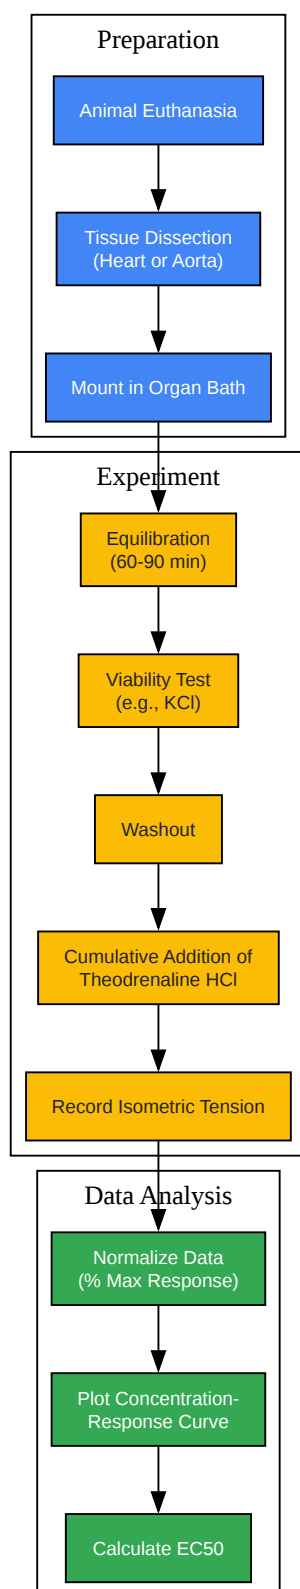 Preparation
Animal Euthanasia
Tissue Dissection
(Heart or Aorta)
Mount in Organ Bath
Experiment
Equilibration
(60-90 min)
Viability Test
(e.g., KCl)
Washout
Cumulative Addition of
Theodrenaline HCl
Record Isometric Tension
Data Analysis
Normalize Data
(% Max Response)
Plot Concentration-
Response Curve
Calculate EC50